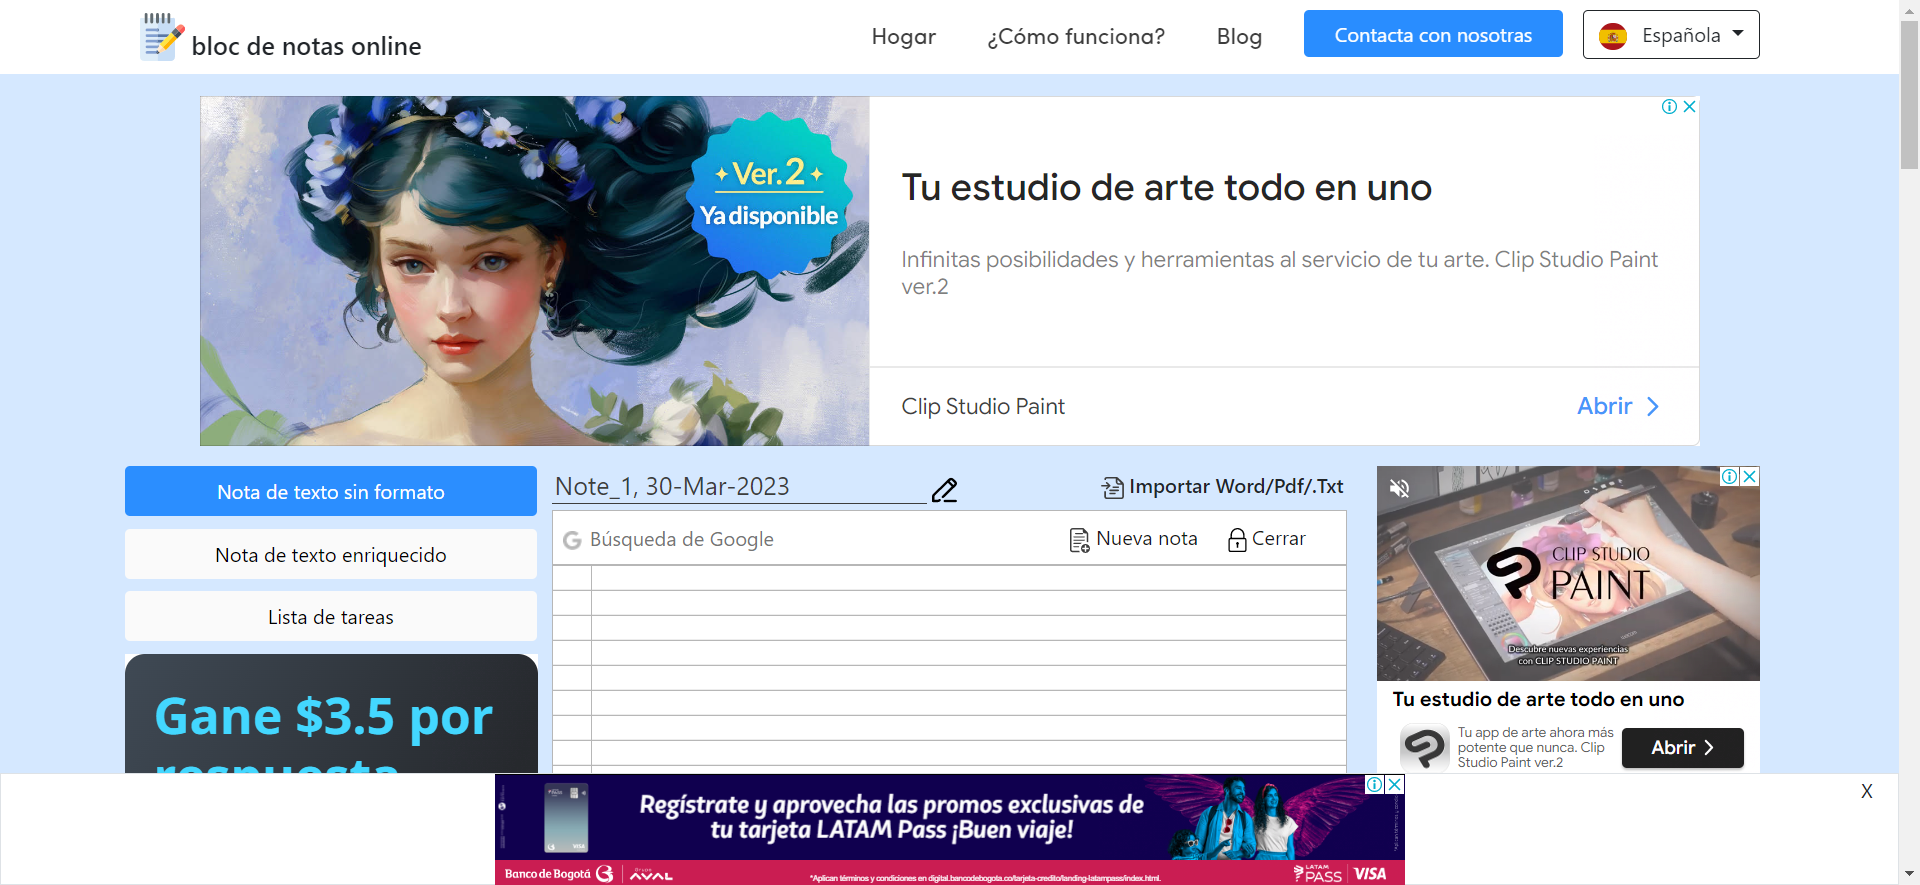 bloc de notas online
Hogar
¿Cómo funciona?
Blog
Contacta con nosotras
Española
Ver.2
Ya disponible
Tu estudio de arte todo en uno
Infinitas posibilidades y herramientas al servicio de tu arte. Clip Studio Paint
ver.2
Clip Studio Paint
Abrir
Nota de texto sin formato
Nota de texto enriquecido
Lista de tareas
Gane $3.5 por
respuesta
Note_1, 30-Mar-2023
Importar Word/Pdf/.Txt
Búsqueda de Google
Nueva nota
Cerrar
CLIP STUDIO
PAINT
Descubre nuevas experiencias
con CLIP STUDIO PAINT
Tu estudio de arte todo en uno
Tu app de arte ahora más
potente que nunca. Clip
Studio Paint ver.2
Abrir
Regístrate y aprovecha las promos exclusivas de
tu tarjeta LATAM Pass ¡Buen viaje!
Banco de Bogotá
Grupo
AVAL
*Aplican términos y condiciones en digital.bancodebogota.co/tarjeta-credito/landing-latampass/index.html.
LATAM
PASS
VISA
X